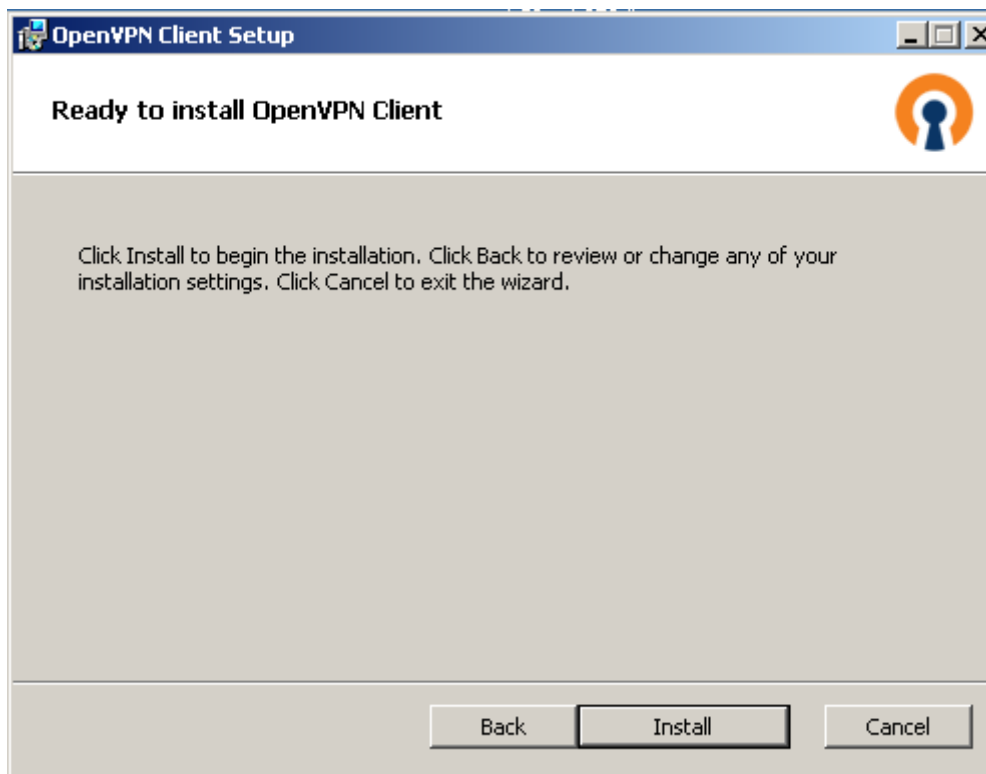 OpenVPN Client Setup
Ready to install OpenVPN Client
Click Install to begin the installation. Click Back to review or change any of your
installation settings. Click Cancel to exit the wizard.
Back Install Cancel